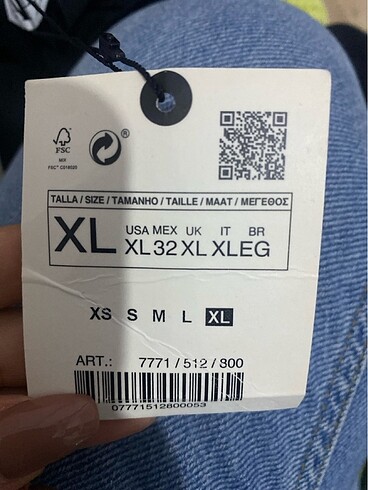 FSC
MIX
FSC® C019020
®
TALLA / SIZE / TAMANHO / TAILLE / MAAT / ΜΕΓΕΘΟΣ
XL
USA MEX UK IT BR
XL 32 XL XL EG
XS S M L XL
ART.: 7771 / 512 / 800
07771512800053